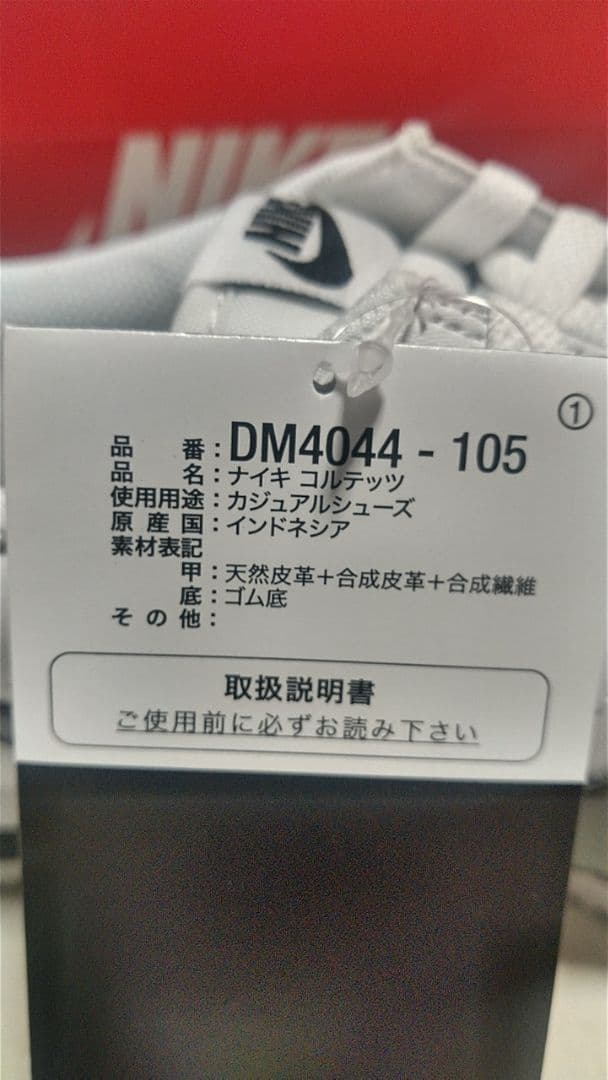 NIKE
NIKE
①
品番：DM4044 - 105
品名：ナイキ コルテッツ
使用用途：カジュアルシューズ
原産国：インドネシア
素材表記
甲：天然皮革＋合成皮革＋合成繊維
底：ゴム底
その他：
取扱説明書
ご使用前に必ずお読み下さい